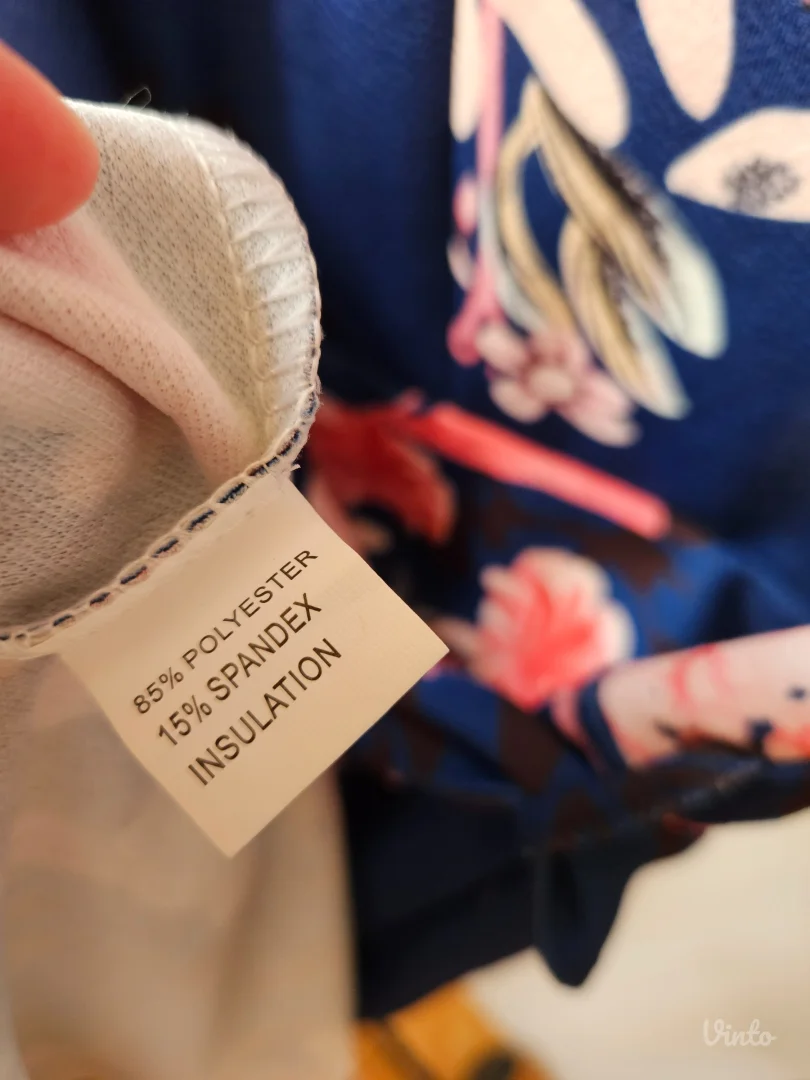 85% POLYESTER
15% SPANDEX
INSULATION
Vinto